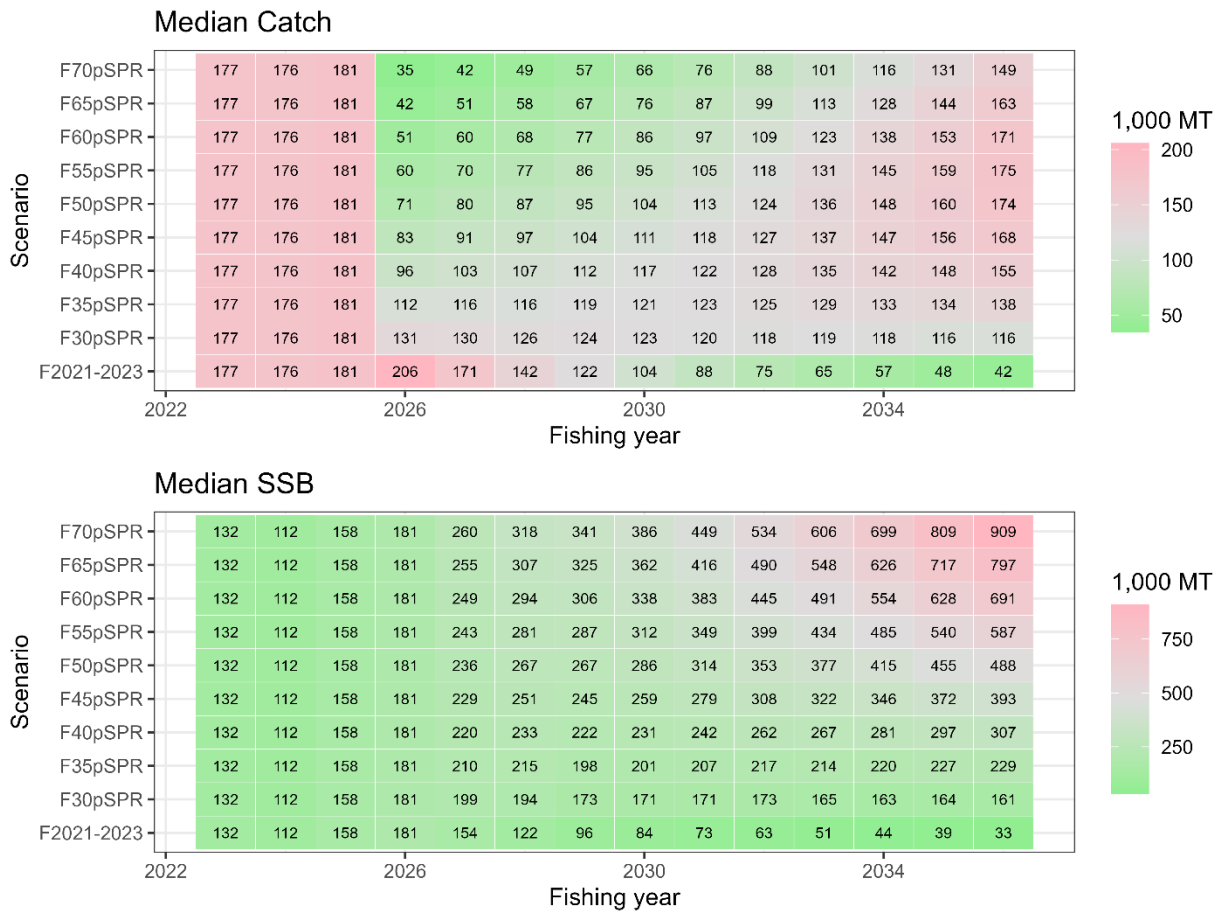 Median Catch
F70pSPR 177 176 181 35 42 49 57 66 76 88 101 116 131 149
F65pSPR 177 176 181 42 51 58 67 76 87 99 113 128 144 163
F60pSPR 177 176 181 51 60 68 77 86 97 109 123 138 153 171
F55pSPR 177 176 181 60 70 77 86 95 105 118 131 145 159 175
F50pSPR 177 176 181 71 80 87 95 104 113 124 136 148 160 174
F45pSPR 177 176 181 83 91 97 104 111 118 127 137 147 156 168
F40pSPR 177 176 181 96 103 107 112 117 122 128 135 142 148 155
F35pSPR 177 176 181 112 116 116 119 121 123 125 129 133 134 138
F30pSPR 177 176 181 131 130 126 124 123 120 118 119 118 116 116
F2021-2023 177 176 181 206 171 142 122 104 88 75 65 57 48 42
Scenario
2022 2026 2030 2034
Fishing year
1,000 MT
200
150
100
50
Median SSB
F70pSPR 132 112 158 181 260 318 341 386 449 534 606 699 809 909
F65pSPR 132 112 158 181 255 307 325 362 416 490 548 626 717 797
F60pSPR 132 112 158 181 249 294 306 338 383 445 491 554 628 691
F55pSPR 132 112 158 181 243 281 287 312 349 399 434 485 540 587
F50pSPR 132 112 158 181 236 267 267 286 314 353 377 415 455 488
F45pSPR 132 112 158 181 229 251 245 259 279 308 322 346 372 393
F40pSPR 132 112 158 181 220 233 222 231 242 262 267 281 297 307
F35pSPR 132 112 158 181 210 215 198 201 207 217 214 220 227 229
F30pSPR 132 112 158 181 199 194 173 171 171 173 165 163 164 161
F2021-2023 132 112 158 181 154 122 96 84 73 63 51 44 39 33
Scenario
2022 2026 2030 2034
Fishing year
1,000 MT
750
500
250